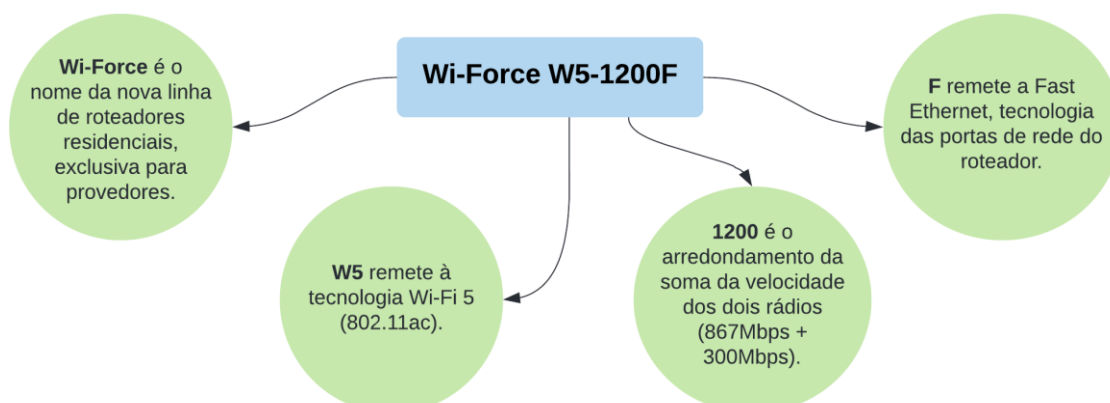 Wi-Force W5-1200F
Wi-Force é o
nome da nova linha
de roteadores
residenciais,
exclusiva para
provedores.
W5 remete à
tecnologia Wi-Fi 5
(802.11ac).
1200 é o
arredondamento da
soma da velocidade
dos dois rádios
(867Mbps +
300Mbps).
F remete a Fast
Ethernet, tecnologia
das portas de rede do
roteador.